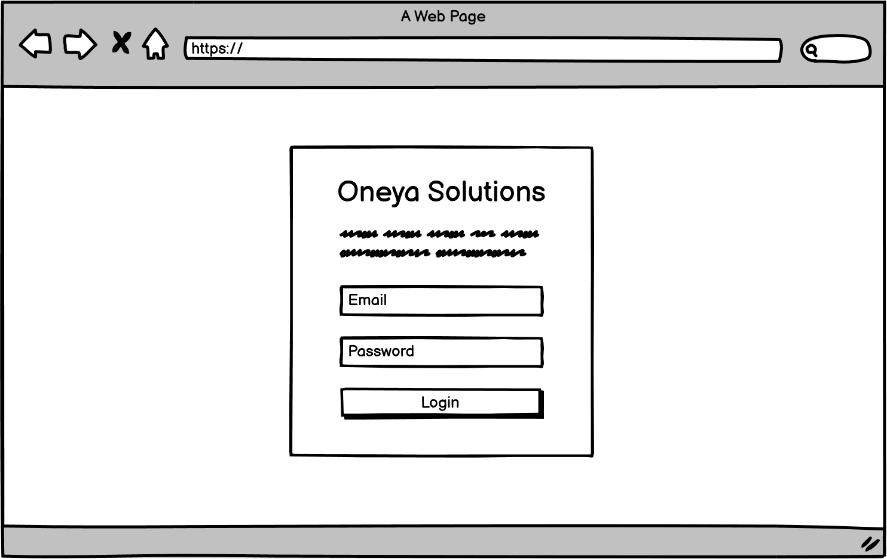 A Web Page
https://
Oneya Solutions
Email
Password
Login